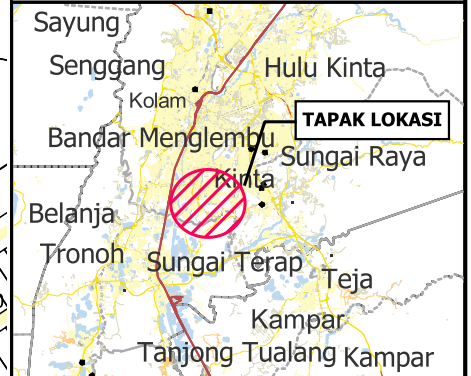 Sayung
Senggang
Hulu Kinta
Kolam
TAPAK LOKASI
Bandar Menglembu
Sungai Raya
Kinta
Belanja
Tronoh
Sungai Terap
Teja
Kampar
Tanjong Tualang
Kampar